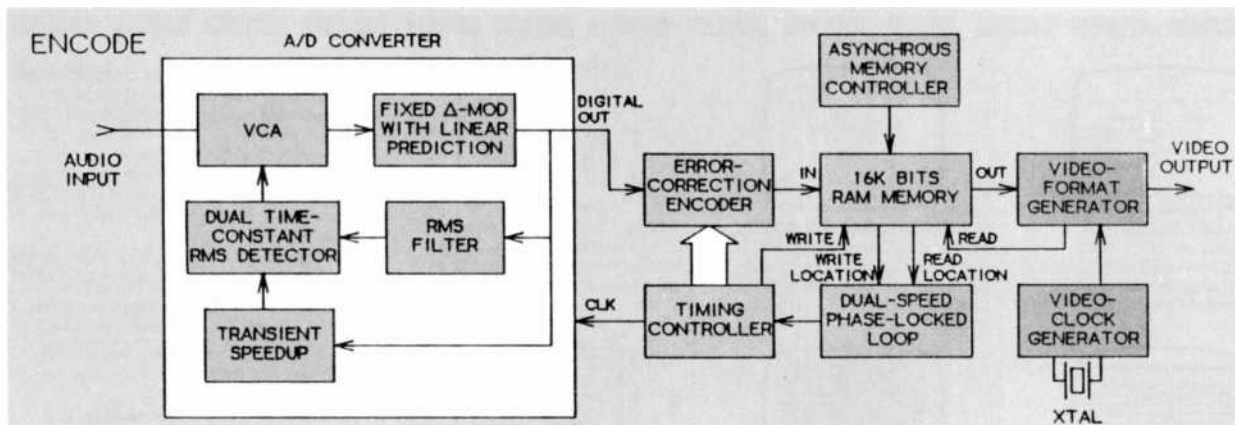 ENCODE
A/D CONVERTER
AUDIO
INPUT
VCA
FIXED Δ-MOD
WITH LINEAR
PREDICTION
DIGITAL
OUT
DUAL TIME-
CONSTANT
RMS DETECTOR
RMS
FILTER
TRANSIENT
SPEEDUP
CLK
ERROR-
CORRECTION
ENCODER
TIMING
CONTROLLER
ASYNCHROUS
MEMORY
CONTROLLER
IN
16K BITS
RAM MEMORY
OUT
WRITE
READ
WRITE
LOCATION
READ
LOCATION
DUAL-SPEED
PHASE-LOCKED
LOOP
VIDEO-
FORMAT
GENERATOR
VIDEO
OUTPUT
VIDEO-
CLOCK
GENERATOR
XTAL